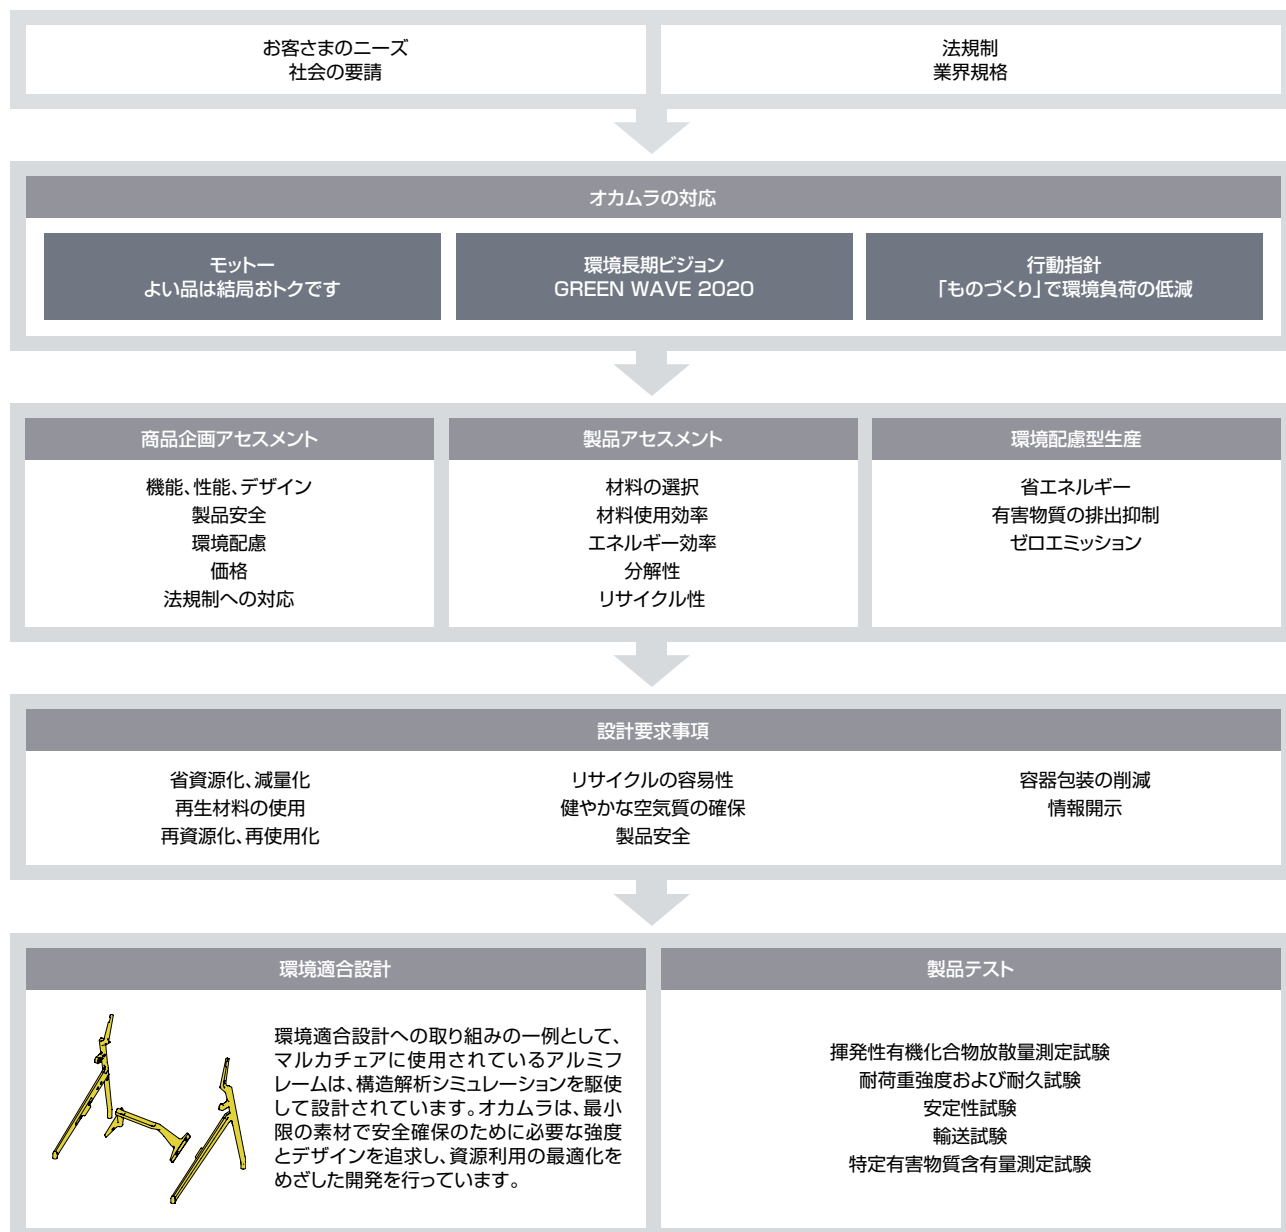 お客さまのニーズ
社会の要請
法規制
業界規格
オカムラの対応
モットー
よい品は結局おトクです
環境長期ビジョン
GREEN WAVE 2020
行動指針
「ものづくり」で環境負荷の低減
商品企画アセスメント
機能、性能、デザイン
製品安全
環境配慮
価格
法規制への対応
製品アセスメント
材料の選択
材料使用効率
エネルギー効率
分解性
リサイクル性
環境配慮型生産
省エネルギー
有害物質の排出抑制
ゼロエミッション
設計要求事項
省資源化、減量化
再生材料の使用
再資源化、再使用化
リサイクルの容易性
健やかな空気質の確保
製品安全
容器包装の削減
情報開示
環境適合設計
環境適合設計への取り組みの一例として、
マルカチェアに使用されているアルミフ
レームは、構造解析シミュレーションを駆使
して設計されています。オカムラは、最小
限の素材で安全確保のために必要な強度
とデザインを追求し、資源利用の最適化を
めざした開発を行っています。
製品テスト
揮発性有機化合物放散量測定試験
耐荷重強度および耐久試験
安定性試験
輸送試験
特定有害物質含有量測定試験